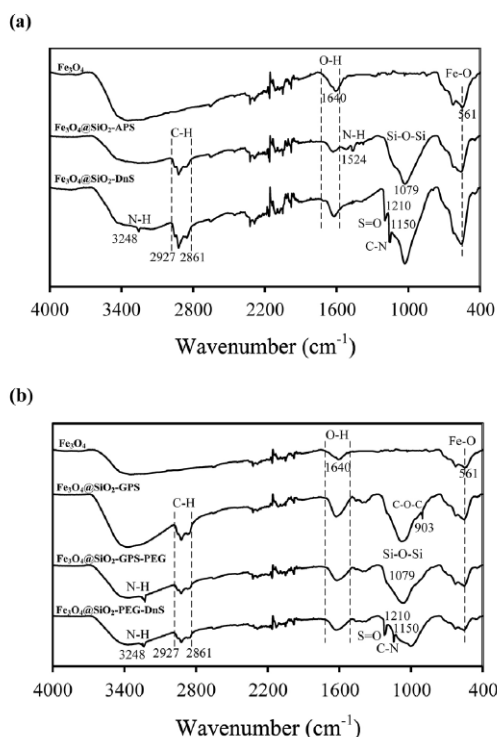 (a)
O-H
Fe₃O₄
Fe-O
1640
561
C-H
N-H
Fe₃O₄@SiO₂-APS
Si-O-Si
1524
Fe₃O₄@SiO₂-DnS
1079
N-H
1210
3248
S=O
1150
2927
2861
C-N
4000 3400 2800 2200 1600 1000 400
Wavenumber (cm⁻¹)
(b)
O-H
Fe₃O₄
Fe-O
1640
561
Fe₃O₄@SiO₂-GPS
C-H
C-O-C
903
Fe₃O₄@SiO₂-GPS-PEG
Si-O-Si
N-H
1079
Fe₃O₄@SiO₂-PEG-DnS
1210
N-H
1150
S=O
3248
2927
2861
C-N
4000 3400 2800 2200 1600 1000 400
Wavenumber (cm⁻¹)